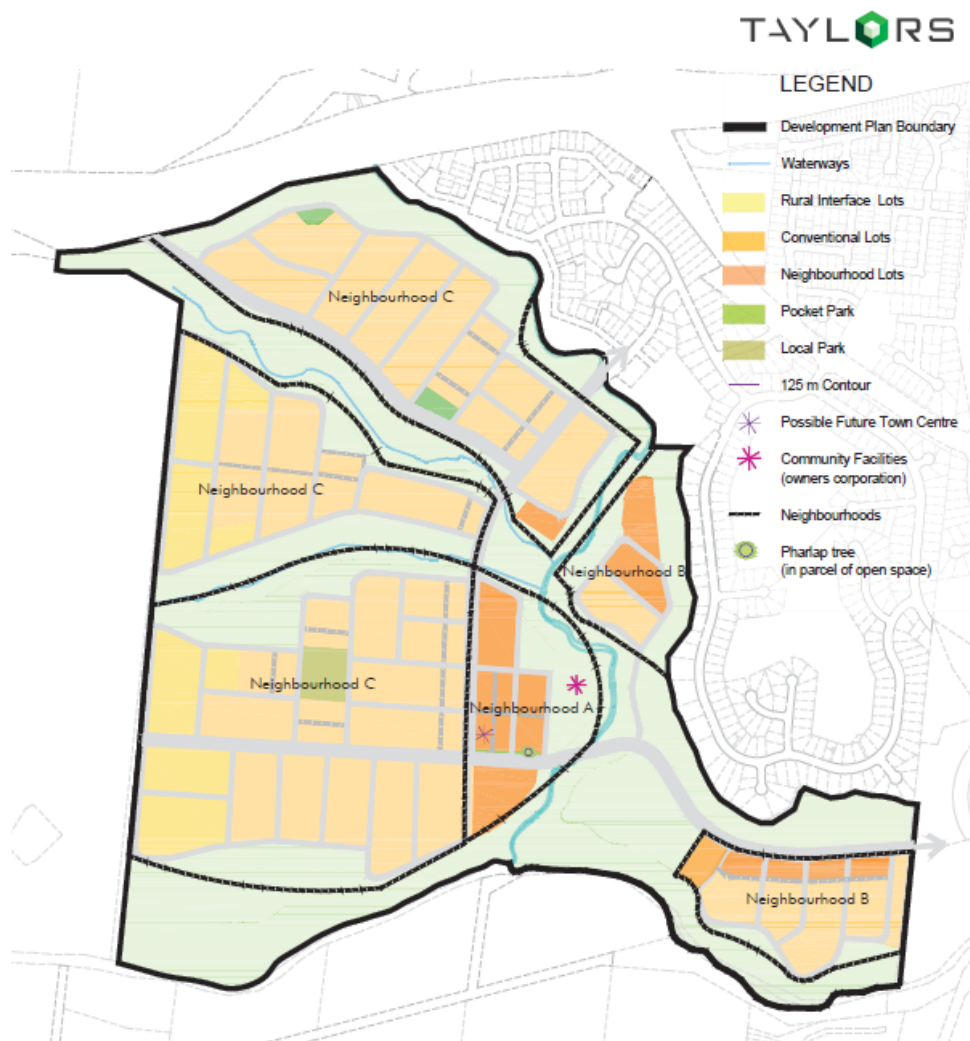 TAYLORS
LEGEND
Development Plan Boundary
Waterways
Rural Interface Lots
Conventional Lots
Neighbourhood Lots
Pocket Park
Local Park
125 m Contour
Possible Future Town Centre
Community Facilities
(owners corporation)
Neighbourhoods
Pharlap tree
(in parcel of open space)
Neighbourhood C
Neighbourhood C
Neighbourhood B
Neighbourhood C
Neighbourhood A
Neighbourhood B